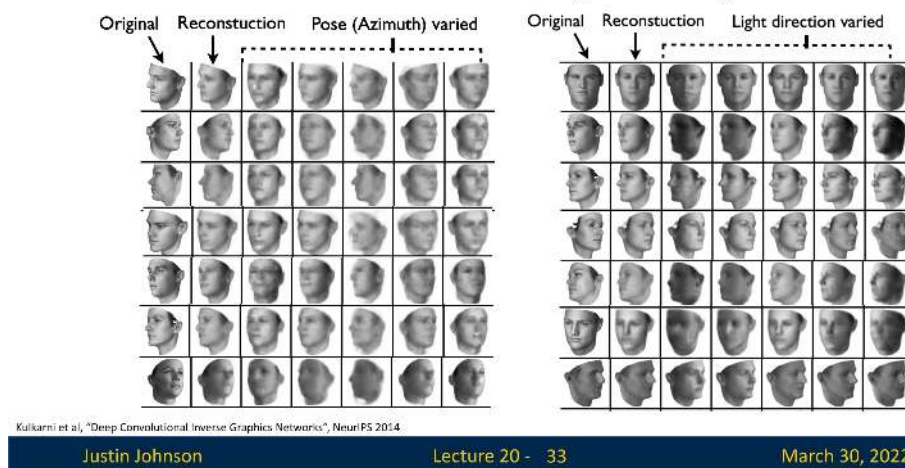 Original Reconstuction Pose (Azimuth) varied
Original Reconstuction Light direction varied
Kulkarni et al, "Deep Convolutional Inverse Graphics Networks", NeurIPS 2014
Justin Johnson Lecture 20 - 33 March 30, 2022